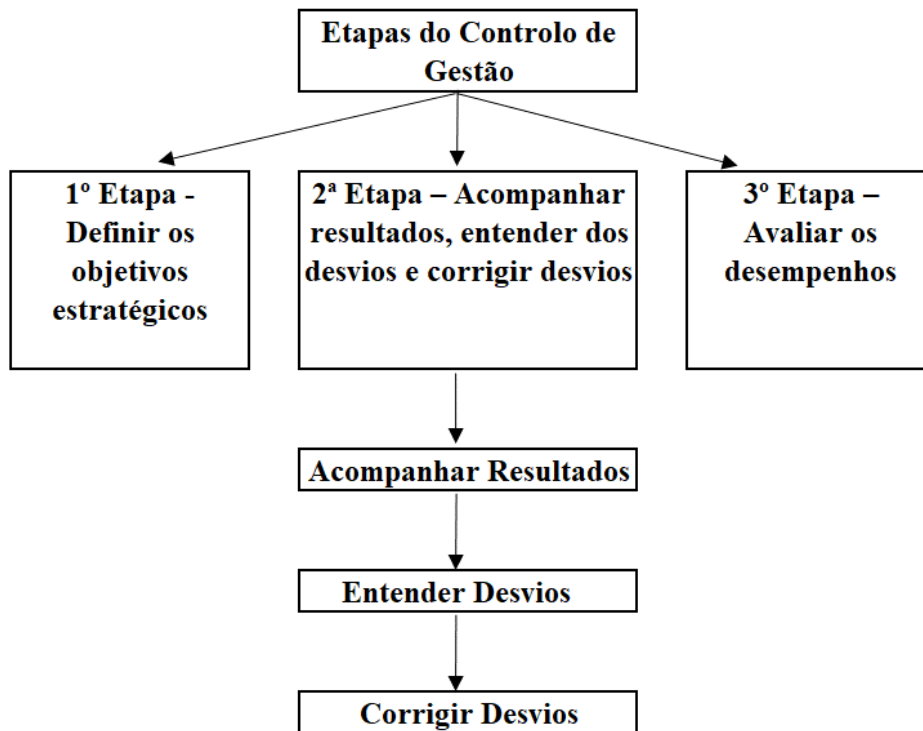 Etapas do Controlo de
Gestão
1º Etapa -
Definir os
objetivos
estratégicos
2ª Etapa – Acompanhar
resultados, entender dos
desvios e corrigir desvios
3º Etapa –
Avaliar os
desempenhos
Acompanhar Resultados
Entender Desvios
Corrigir Desvios